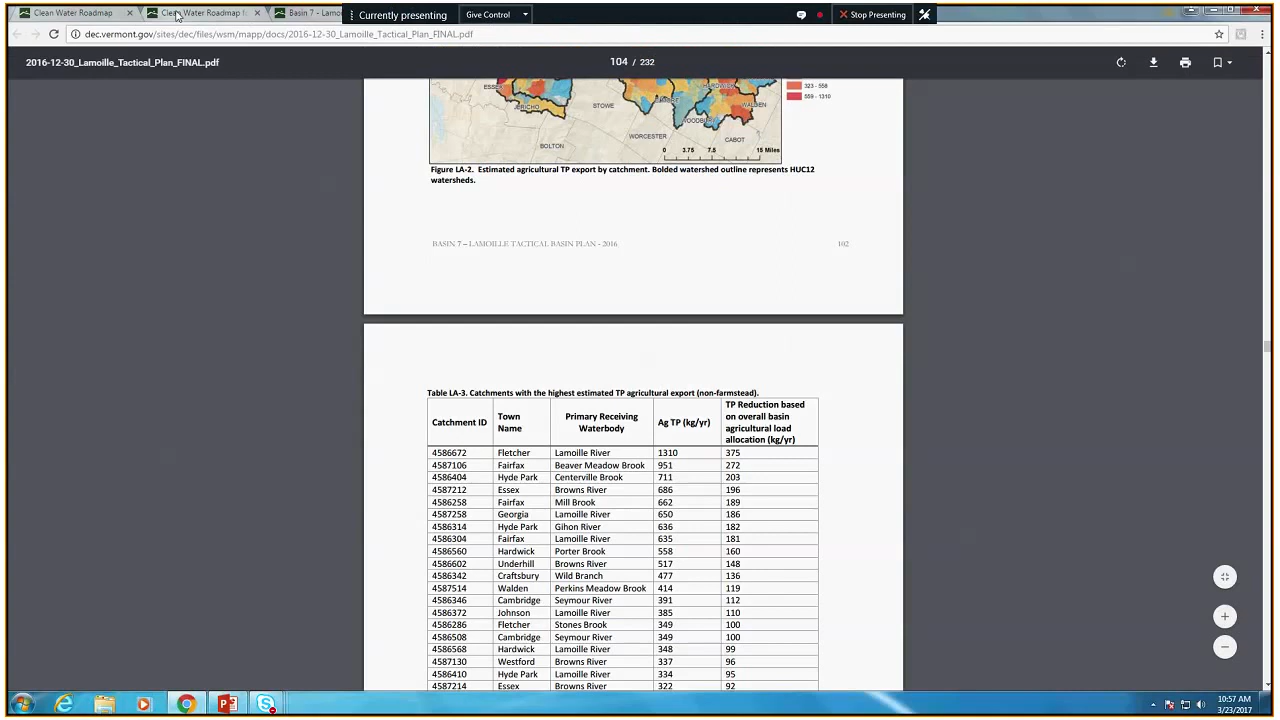 Clean Water Roadmap
Clean Water Roadmap f
Basin 7 - Lamo
Currently presenting
Give Control
Stop Presenting
dec.vermont.gov/sites/dec/files/wsm/mapp/docs/2016-12-30_Lamoille_Tactical_Plan_FINAL.pdf
2016-12-30_Lamoille_Tactical_Plan_FINAL.pdf
104 / 232
ESSEX
JERICHO
STOWE
BOLTON
WORCESTER
WALDEN
CABOT
323 - 558
559 - 1310
0 3.75 7.5 15 Miles
Figure LA-2. Estimated agricultural TP export by catchment. Bolded watershed outline represents HUC12
watersheds.
BASIN 7 – LAMOILLE TACTICAL BASIN PLAN - 2016 102
Table LA-3. Catchments with the highest estimated TP agricultural export (non-farmstead).
Catchment ID Town Name Primary Receiving Waterbody Ag TP (kg/yr) TP Reduction based on overall basin agricultural load allocation (kg/yr)
4586672 Fletcher Lamoille River 1310 375
4587106 Fairfax Beaver Meadow Brook 951 272
4586404 Hyde Park Centerville Brook 711 203
4587212 Essex Browns River 686 196
4586258 Fairfax Mill Brook 662 189
4587258 Georgia Lamoille River 650 186
4586314 Hyde Park Gihon River 636 182
4586304 Fairfax Lamoille River 635 181
4586560 Hardwick Porter Brook 558 160
4586602 Underhill Browns River 517 148
4586342 Craftsbury Wild Branch 477 136
4587514 Walden Perkins Meadow Brook 414 119
4586346 Cambridge Seymour River 391 112
4586372 Johnson Lamoille River 385 110
4586286 Fletcher Stones Brook 349 100
4586508 Cambridge Seymour River 349 100
4586568 Hardwick Lamoille River 348 99
4587130 Westford Browns River 337 96
4586410 Hyde Park Lamoille River 334 95
4587214 Essex Browns River 322 92
10:57 AM
3/23/2017